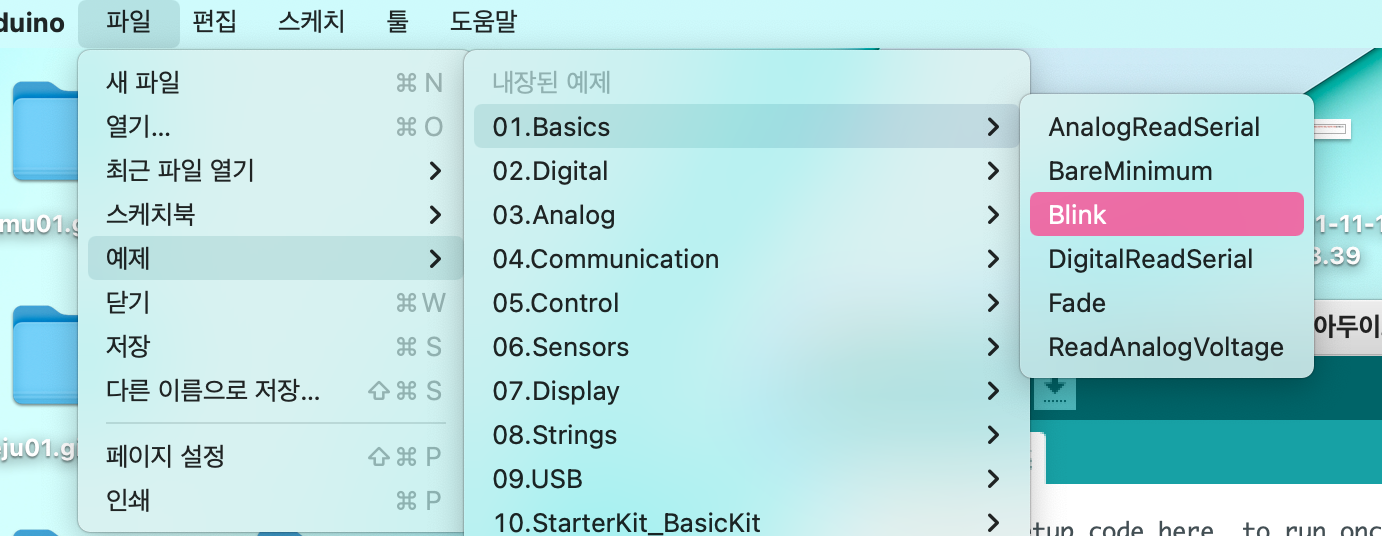 duino 파일 편집 스케치 툴 도움말
새 파일 ⌘ N
열기... ⌘ O
최근 파일 열기
스케치북
예제
닫기 ⌘ W
저장 ⌘ S
다른 이름으로 저장... ⇧ ⌘ S
페이지 설정 ⇧ ⌘ P
인쇄 ⌘ P
내장된 예제
01.Basics
02.Digital
03.Analog
04.Communication
05.Control
06.Sensors
07.Display
08.Strings
09.USB
10.StarterKit_BasicKit
AnalogReadSerial
BareMinimum
Blink
DigitalReadSerial
Fade
ReadAnalogVoltage
mu01.g
ju01.gi
1-11-1
3.39
아두이
tup code here, to run onc